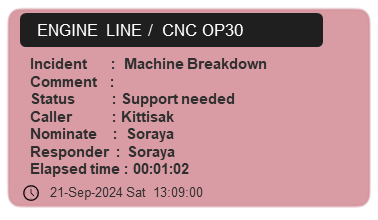 ENGINE LINE / CNC OP30
Incident : Machine Breakdown
Comment :
Status : Support needed
Caller : Kittisak
Nominate : Soraya
Responder : Soraya
Elapsed time : 00:01:02
21-Sep-2024 Sat 13:09:00